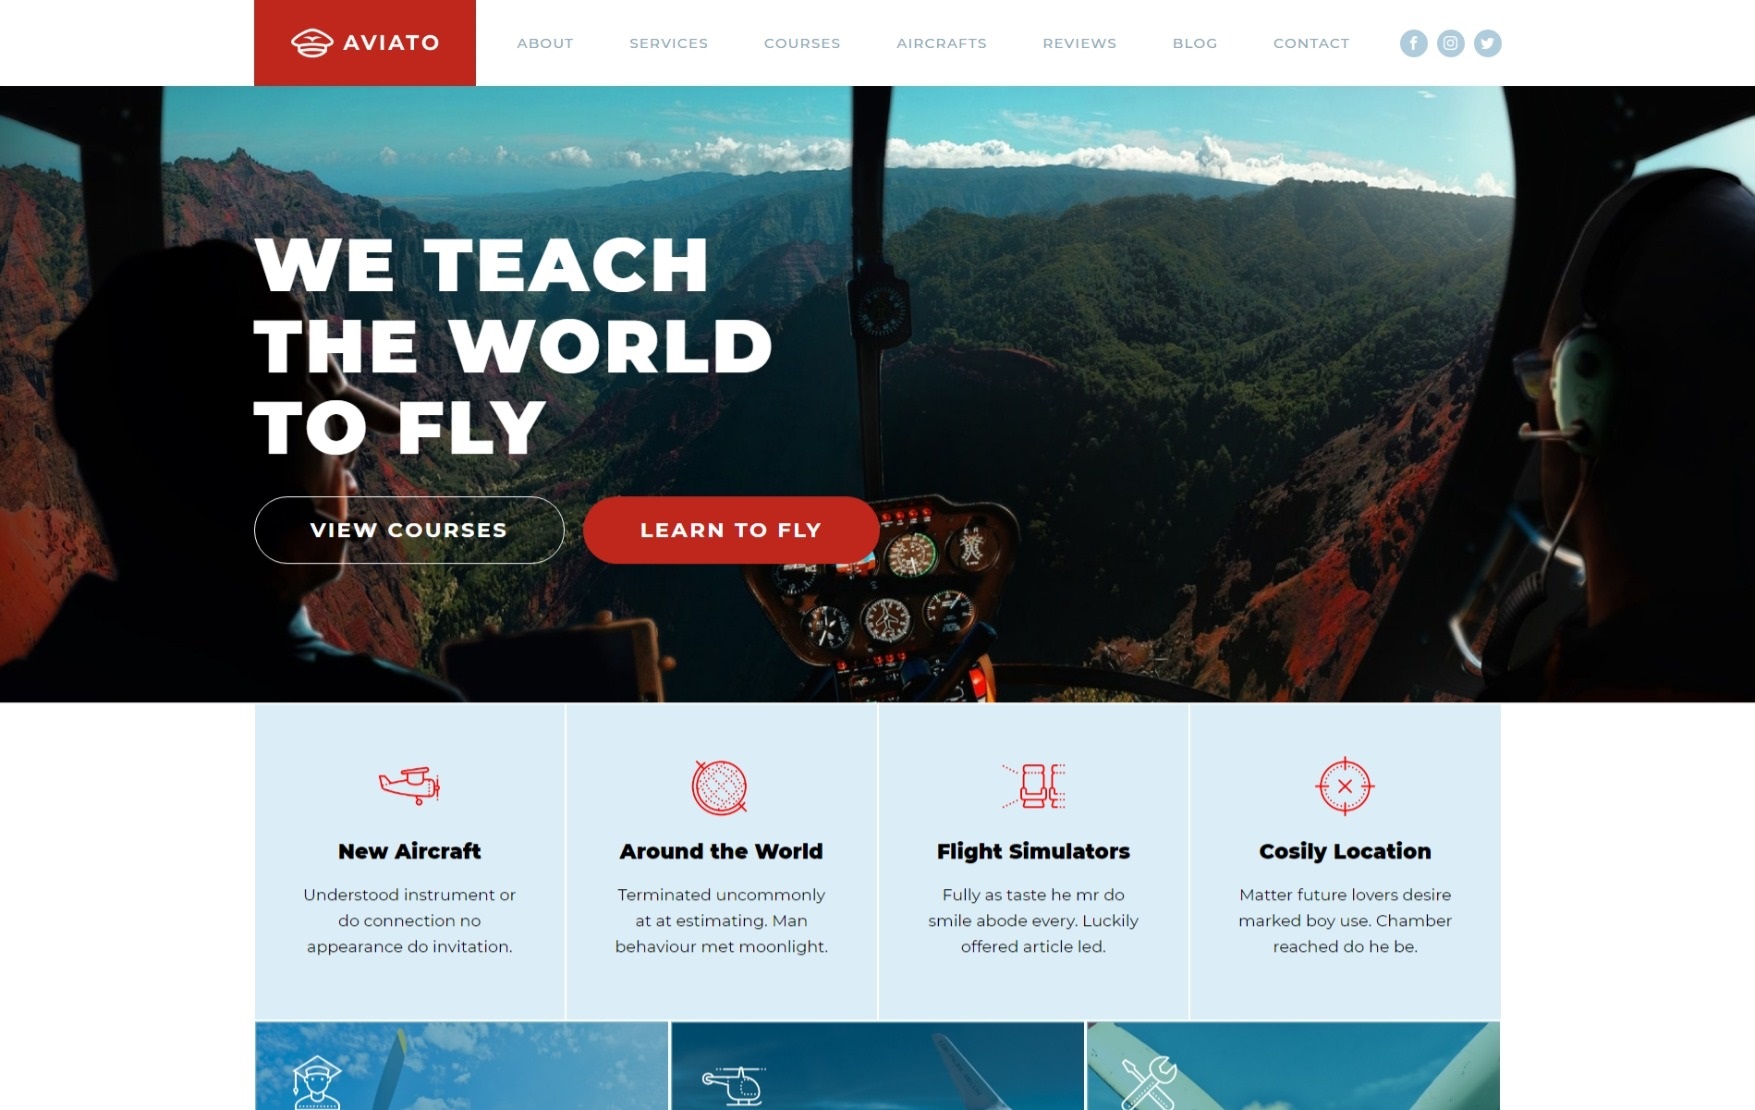 AVIATO
ABOUT
SERVICES
COURSES
AIRCRAFTS
REVIEWS
BLOG
CONTACT
WE TEACH
THE WORLD
TO FLY
VIEW COURSES
LEARN TO FLY
New Aircraft
Understood instrument or
do connection no
appearance do invitation.
Around the World
Terminated uncommonly
at at estimating. Man
behaviour met moonlight.
Flight Simulators
Fully as taste he mr do
smile abode every. Luckily
offered article led.
Cosily Location
Matter future lovers desire
marked boy use. Chamber
reached do he be.